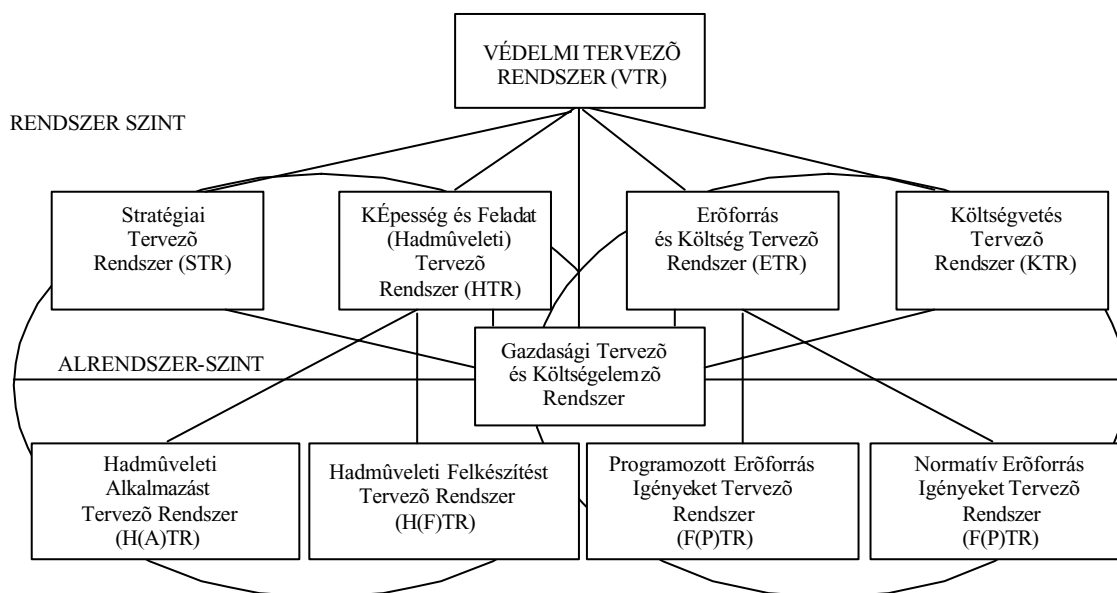 VÉDELMI TERVEZÕ
RENDSZER (VTR)
RENDSZER SZINT
Stratégiai
Tervezõ
Rendszer (STR)
KÉpesség és Feladat
(Hadmûveleti)
Tervezõ
Rendszer (HTR)
Erõforrás
és Költség Tervezõ
Rendszer (ETR)
Költségvetés
Tervezõ
Rendszer (KTR)
ALRENDSZER-SZINT
Gazdasági Tervezõ
és Költségelemzõ
Rendszer
Hadmûveleti
Alkalmazást
Tervezõ Rendszer
(H(A)TR)
Hadmûveleti Felkészítést
Tervezõ Rendszer
(H(F)TR)
Programozott Erõforrás
Igényeket Tervezõ
Rendszer
(F(P)TR)
Normatív Erõforrás
Igényeket Tervezõ
Rendszer
(F(P)TR)